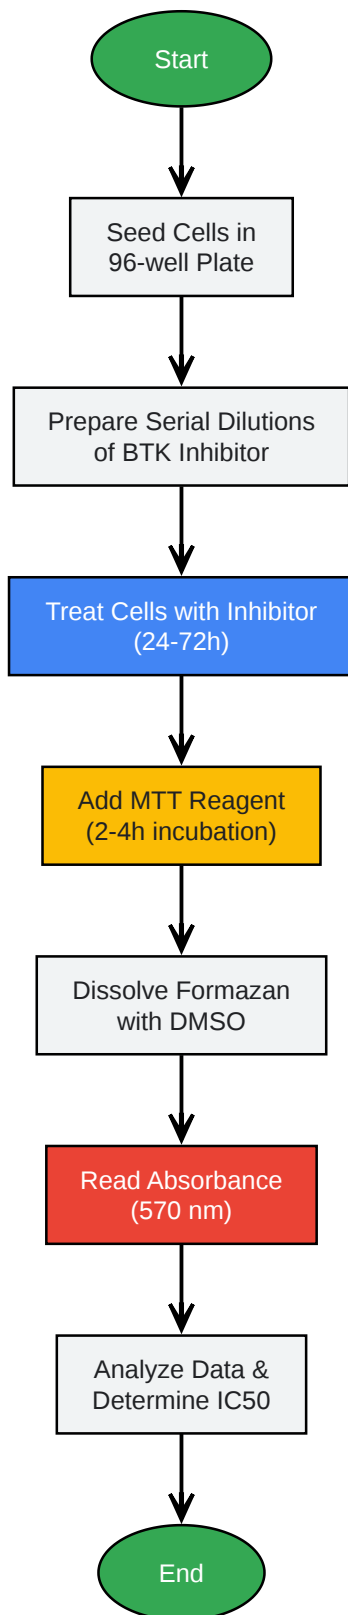 Start
Seed Cells in
96-well Plate
Prepare Serial Dilutions
of BTK Inhibitor
Treat Cells with Inhibitor
(24-72h)
Add MTT Reagent
(2-4h incubation)
Dissolve Formazan
with DMSO
Read Absorbance
(570 nm)
Analyze Data &
Determine IC50
End